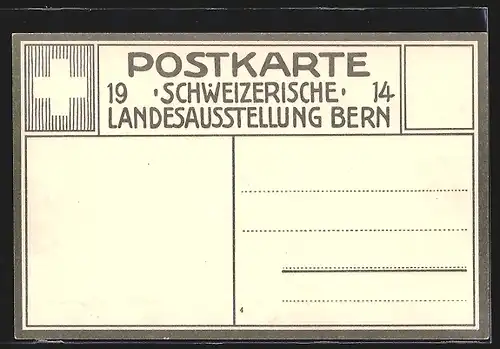 POSTKARTE
19 · SCHWEIZERISCHE · 14
LANDESAUSSTELLUNG BERN
4